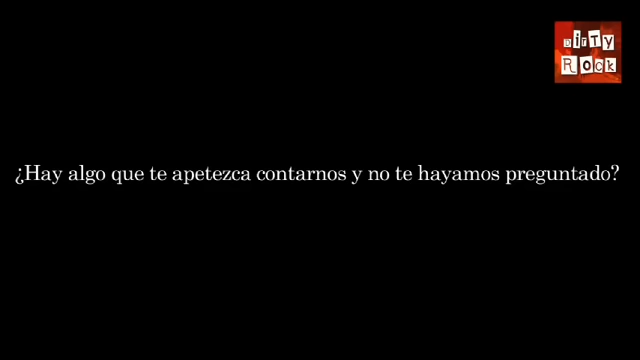 DirTy
Rock
¿Hay algo que te apetezca contarnos y no te hayamos preguntado?